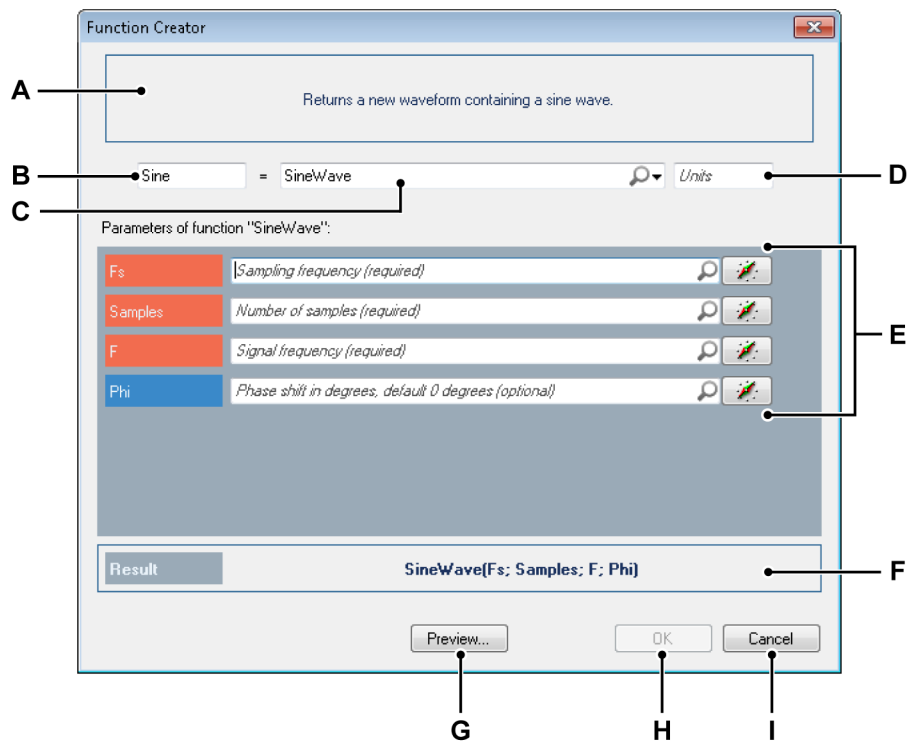 Function Creator
A
Returns a new waveform containing a sine wave.
B
Sine = SineWave Units
D
C
Parameters of function "SineWave":
Fs Sampling frequency (required)
Samples Number of samples (required)
F Signal frequency (required)
E
Phi Phase shift in degrees, default 0 degrees (optional)
Result SineWave(Fs; Samples; F; Phi)
F
Preview... OK Cancel
G H I